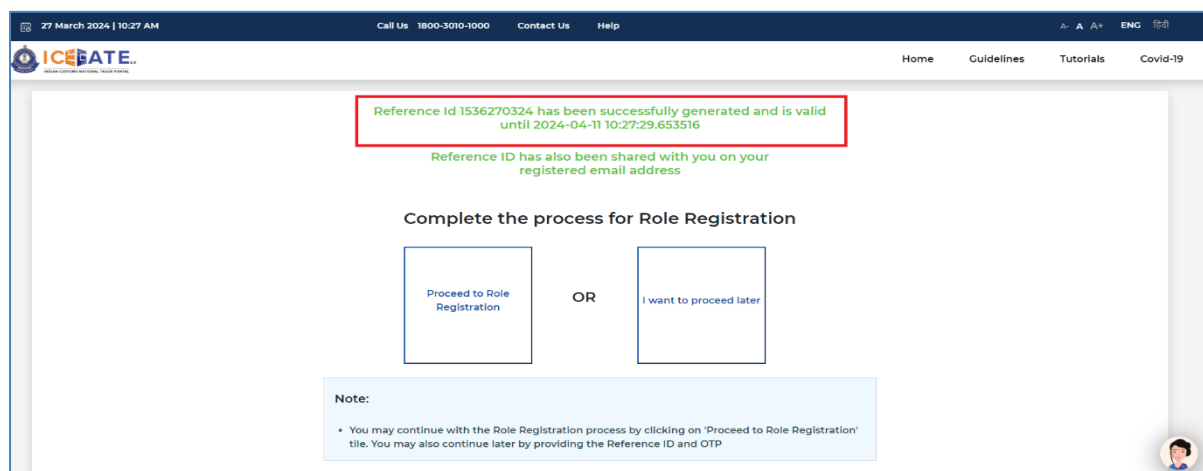 27 March 2024 | 10:27 AM Call Us 1800-3010-1000 Contact Us Help A- A A+ ENG हिंदी
ICEGATE
INDIAN CUSTOMS NATIONAL TRADE PORTAL
Home Guidelines Tutorials Covid-19
Reference Id 1536270324 has been successfully generated and is valid
until 2024-04-11 10:27:29.653516
Reference ID has also been shared with you on your
registered email address
Complete the process for Role Registration
Proceed to Role
Registration
OR
I want to proceed later
Note:
• You may continue with the Role Registration process by clicking on 'Proceed to Role Registration'
tile. You may also continue later by providing the Reference ID and OTP